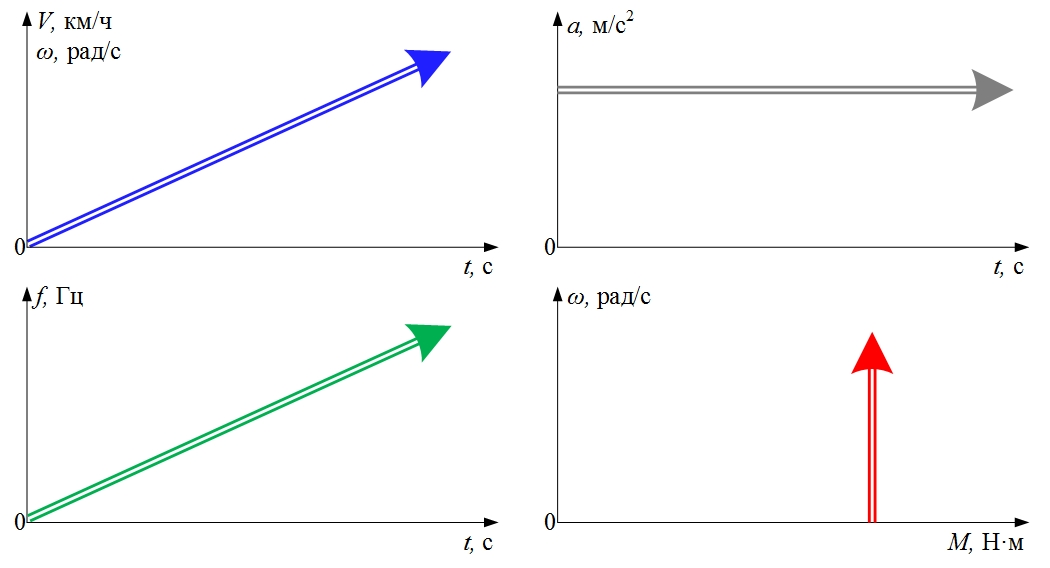 V, км/ч
ω, рад/с
0
t, с
a, м/с²
0
t, с
f, Гц
0
t, с
ω, рад/с
0
M, Н·м